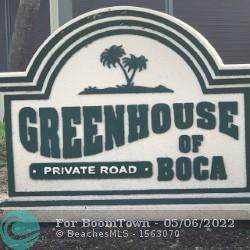 GREENHOUSE
OF
· PRIVATE ROAD · BOCA
For BoomTown - 05/06/2022
© BeachesMLS - 1563070